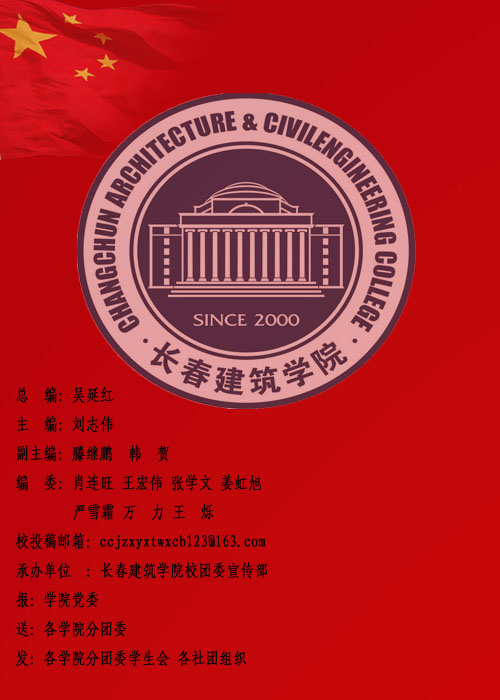 CHANGCHUN ARCHITECTURE & CIVILENGINEERING COLLEGE
SINCE 2000
·长春建筑学院·
总 编：吴延红
主 编：刘志伟
副主编：滕继鹏 韩 贺
编 委：肖连旺 王宏伟 张学文 姜虹旭
严雪霜 万 力 王 烁
校投稿邮箱：ccjzxyxtwxcb123@163.com
承办单位 ：长春建筑学院校团委宣传部
报：学院党委
送：各学院分团委
发：各学院分团委学生会 各社团组织